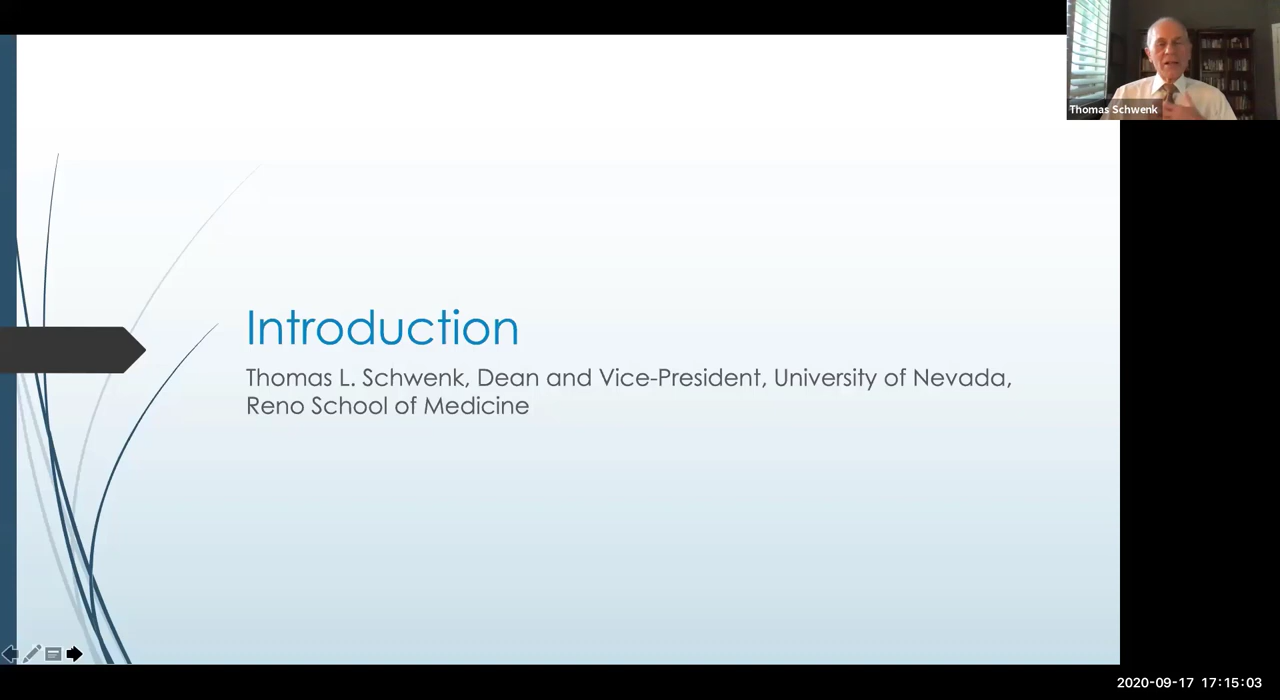 Thomas Schwenk
Introduction
Thomas L. Schwenk, Dean and Vice-President, University of Nevada,
Reno School of Medicine
2020-09-17 17:15:03